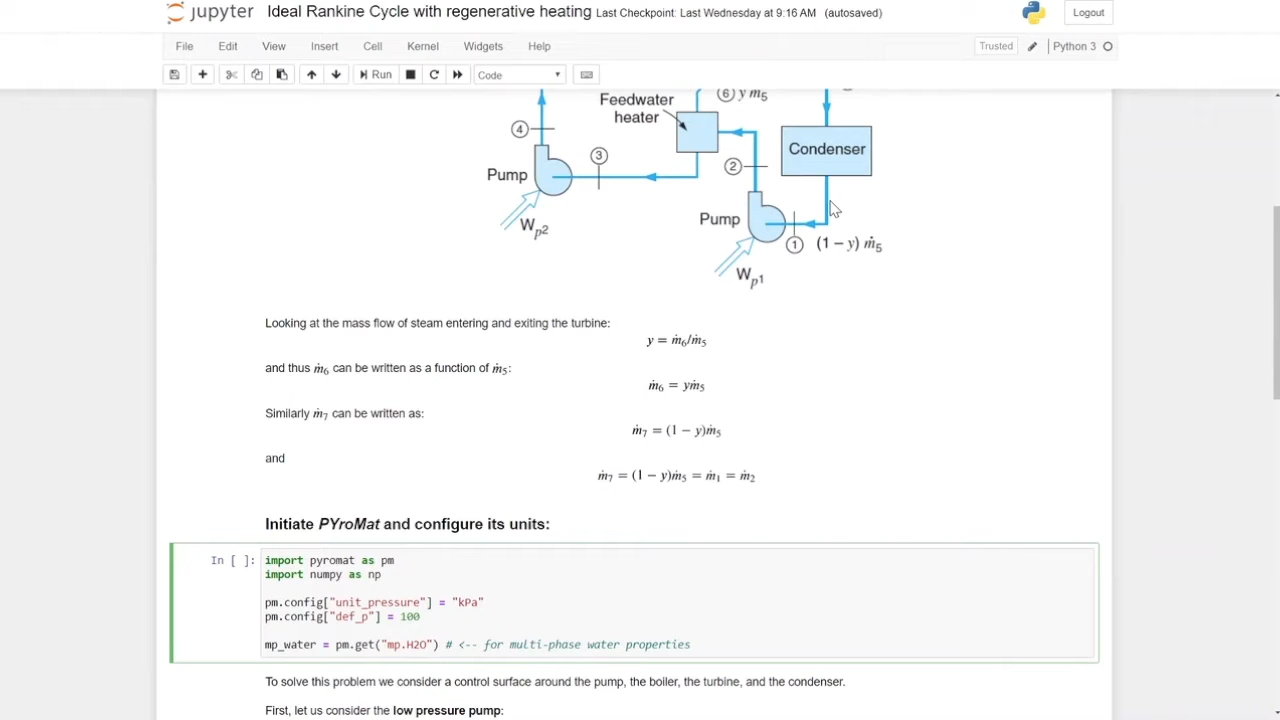 jupyter Ideal Rankine Cycle with regenerative heating Last Checkpoint: Last Wednesday at 9:16 AM (autosaved)
Logout
File Edit View Insert Cell Kernel Widgets Help
Trusted Python 3
Run Code
Feedwater
heater
6 y ṁ5
4
3
2
Condenser
Pump
Wp2
Pump
1 (1 − y) ṁ5
Wp1
Looking at the mass flow of steam entering and exiting the turbine:
y = ṁ6/ṁ5
and thus ṁ6 can be written as a function of ṁ5:
ṁ6 = yṁ5
Similarly ṁ7 can be written as:
ṁ7 = (1 − y)ṁ5
and
ṁ7 = (1 − y)ṁ5 = ṁ1 = ṁ2
Initiate PYroMat and configure its units:
In [ ]: import pyromat as pm
import numpy as np
pm.config["unit_pressure"] = "kPa"
pm.config["def_p"] = 100
mp_water = pm.get("mp.H2O") # <-- for multi-phase water properties
To solve this problem we consider a control surface around the pump, the boiler, the turbine, and the condenser.
First, let us consider the low pressure pump: